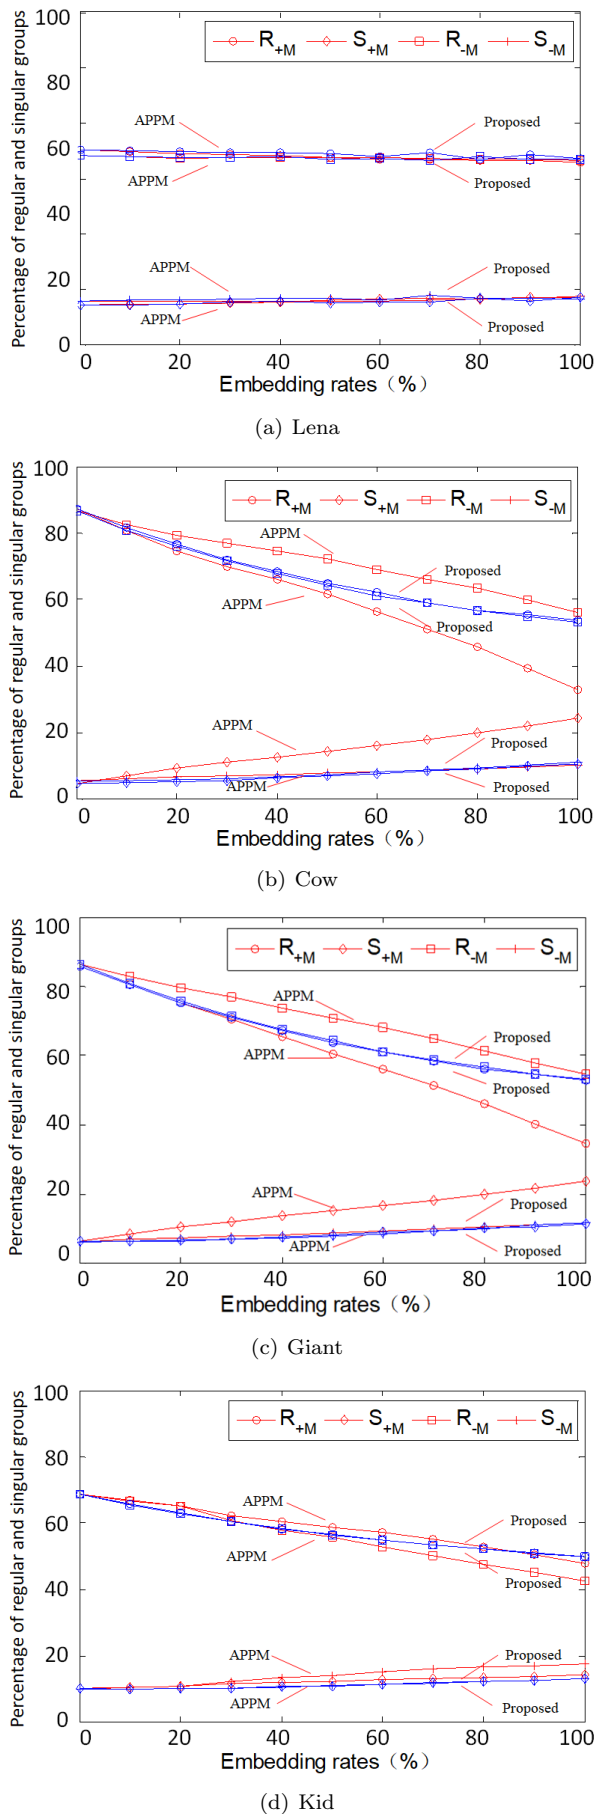 100
R+M S+M R-M S-M
80
APPM
Proposed
60
APPM
Proposed
40
APPM
Proposed
20
APPM
Proposed
0
0 20 40 60 80 100
Percentage of regular and singular groups
Embedding rates (%)
(a) Lena
100
R+M S+M R-M S-M
80
APPM
Proposed
APPM
60
Proposed
40
APPM
20
Proposed
APPM
Proposed
0
0 20 40 60 80 100
Percentage of regular and singular groups
Embedding rates (%)
(b) Cow
100
R+M S+M R-M S-M
80
APPM
Proposed
APPM
60
Proposed
40
APPM
20
Proposed
APPM
Proposed
0
0 20 40 60 80 100
Percentage of regular and singular groups
Embedding rates (%)
(c) Giant
100
R+M S+M R-M S-M
80
APPM
60
Proposed
APPM
Proposed
40
20
APPM
Proposed
APPM
Proposed
0
0 20 40 60 80 100
Percentage of regular and singular groups
Embedding rates (%)
(d) Kid